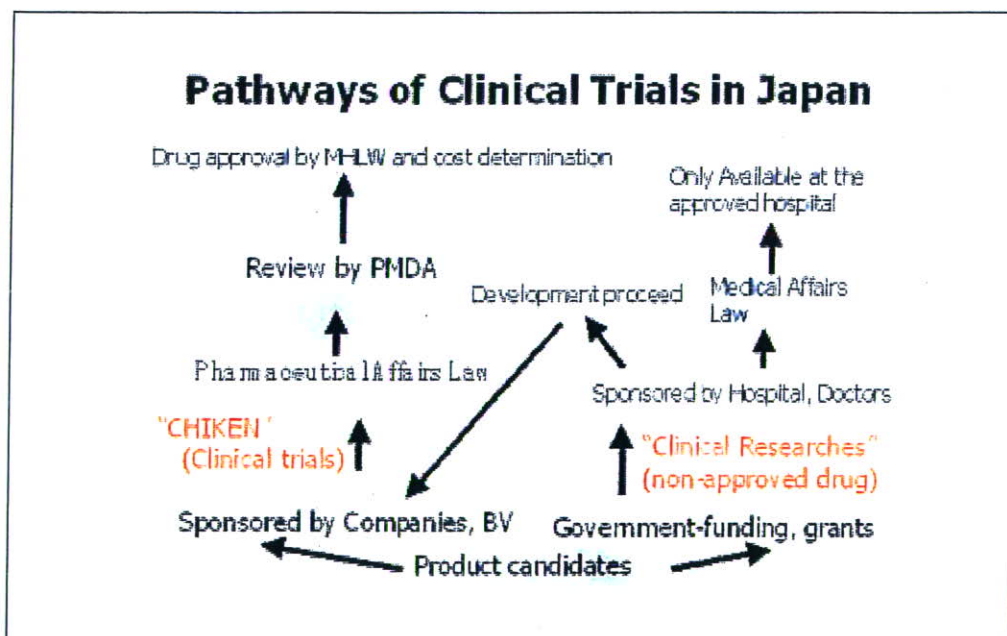 Pathways of Clinical Trials in Japan
Drug approval by MHLW and cost determination
Only Available at the
approved hospital
Review by PMDA
Development proceed
Medical Affairs
Law
Pharmaceutical Affairs Law
Sponsored by Hospital, Doctors
"CHIKEN"
(Clinical trials)
"Clinical Researches"
(non-approved drug)
Sponsored by Companies, BV
Government-funding, grants
Product candidates